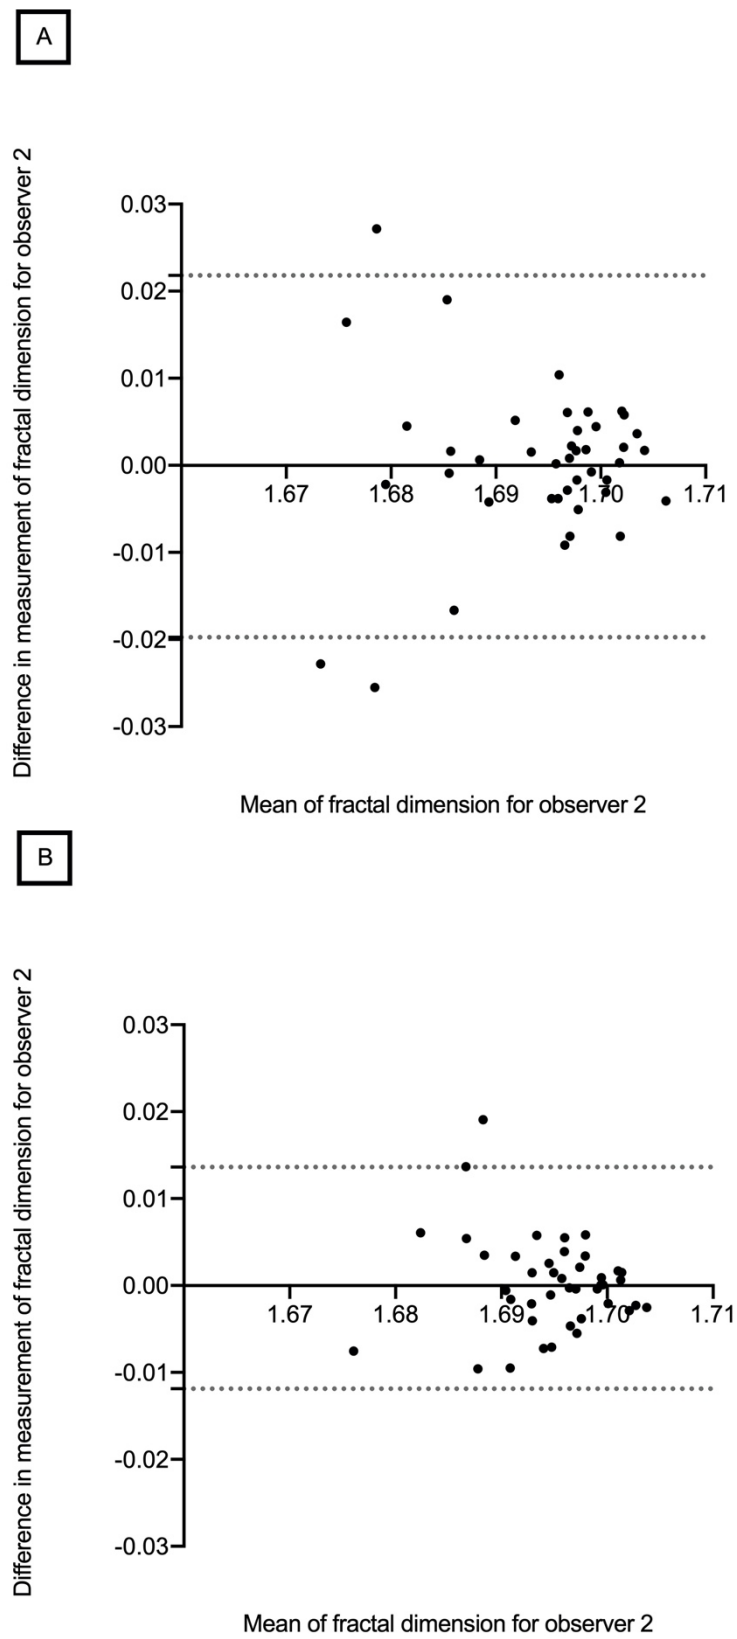 A
Difference in measurement of fractal dimension for observer 2
0.03
0.02
0.01
0.00
1.67 1.68 1.69 1.70 1.71
-0.01
-0.02
-0.03
Mean of fractal dimension for observer 2
B
Difference in measurement of fractal dimension for observer 2
0.03
0.02
0.01
0.00
1.67 1.68 1.69 1.70 1.71
-0.01
-0.02
-0.03
Mean of fractal dimension for observer 2